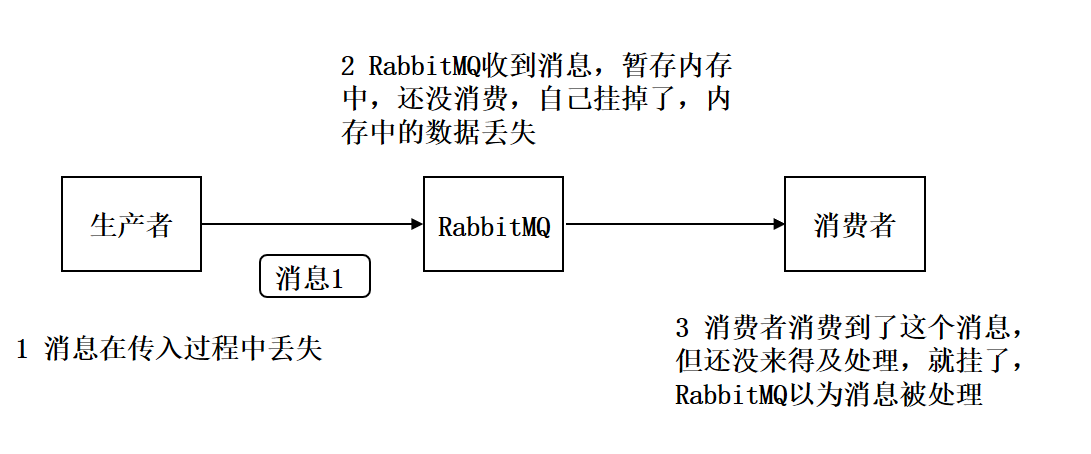 2 RabbitMQ收到消息，暂存内存
中，还没消费，自己挂掉了，内
存中的数据丢失
生产者
RabbitMQ
消费者
消息1
1 消息在传入过程中丢失
3 消费者消费到了这个消息，
但还没来得及处理，就挂了，
RabbitMQ以为消息被处理